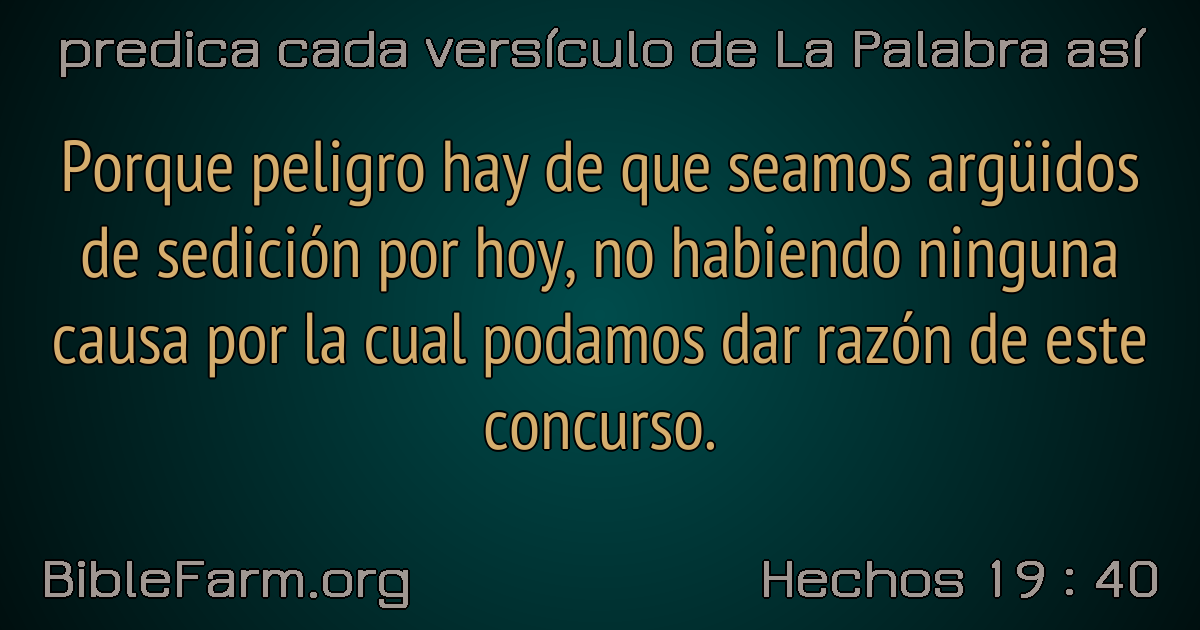 predica cada versículo de La Palabra así
Porque peligro hay de que seamos argüidos
de sedición por hoy, no habiendo ninguna
causa por la cual podamos dar razón de este
concurso.
BibleFarm.org
Hechos 19 : 40